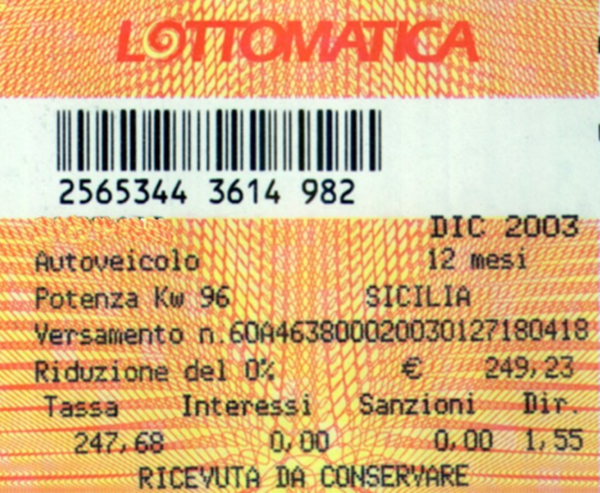 LOTTOMATICA
2565344 3614 982
DIC 2003
Autoveicolo 12 mesi
Potenza Kw 96 SICILIA
Versamento n.60A4638000020030127180418
Riduzione del 0% € 249,23
Tassa Interessi Sanzioni Dir.
247,68 0,00 0,00 1,55
RICEVUTA DA CONSERVARE